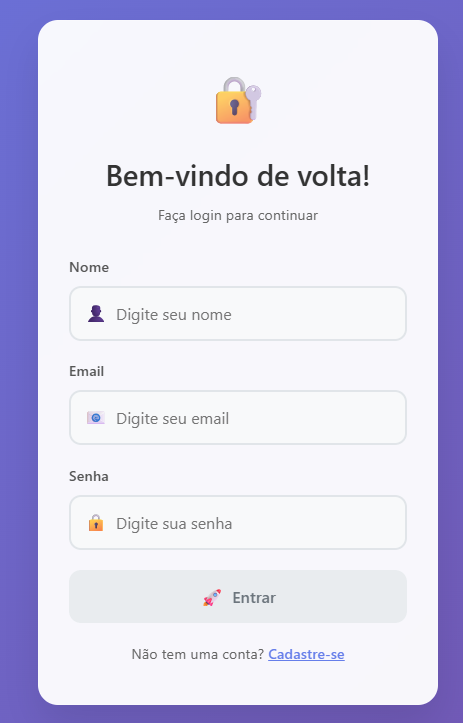 Bem-vindo de volta!
Faça login para continuar
Nome
Digite seu nome
Email
Digite seu email
Senha
Digite sua senha
Entrar
Não tem uma conta? Cadastre-se